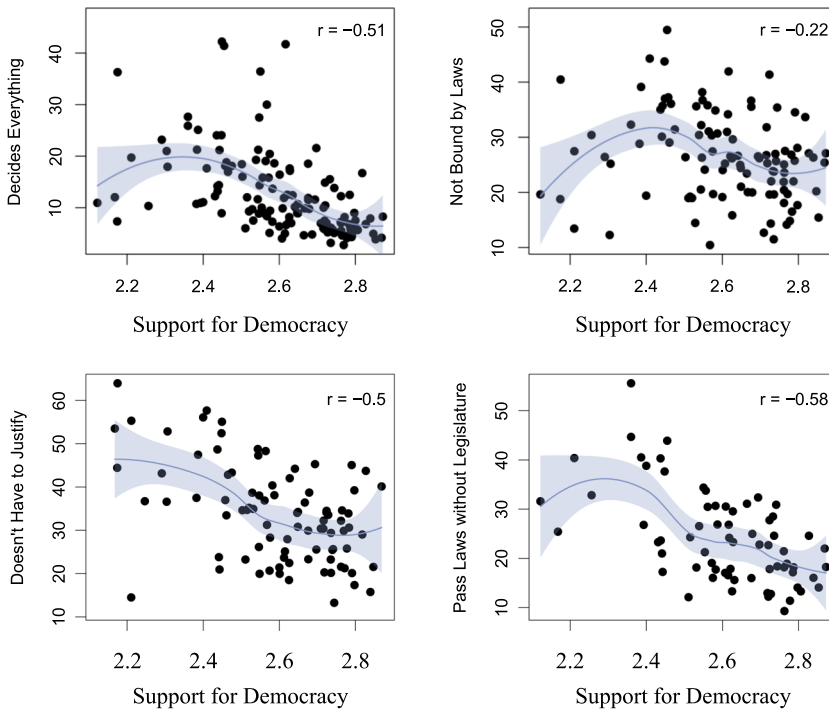 r = −0.51
Decides Everything
40
30
20
10
2.2 2.4 2.6 2.8
Support for Democracy
r = −0.22
Not Bound by Laws
50
40
30
20
10
2.2 2.4 2.6 2.8
Support for Democracy
r = −0.5
Doesn't Have to Justify
60
50
40
30
20
10
2.2 2.4 2.6 2.8
Support for Democracy
r = −0.58
Pass Laws without Legislature
50
40
30
20
10
2.2 2.4 2.6 2.8
Support for Democracy